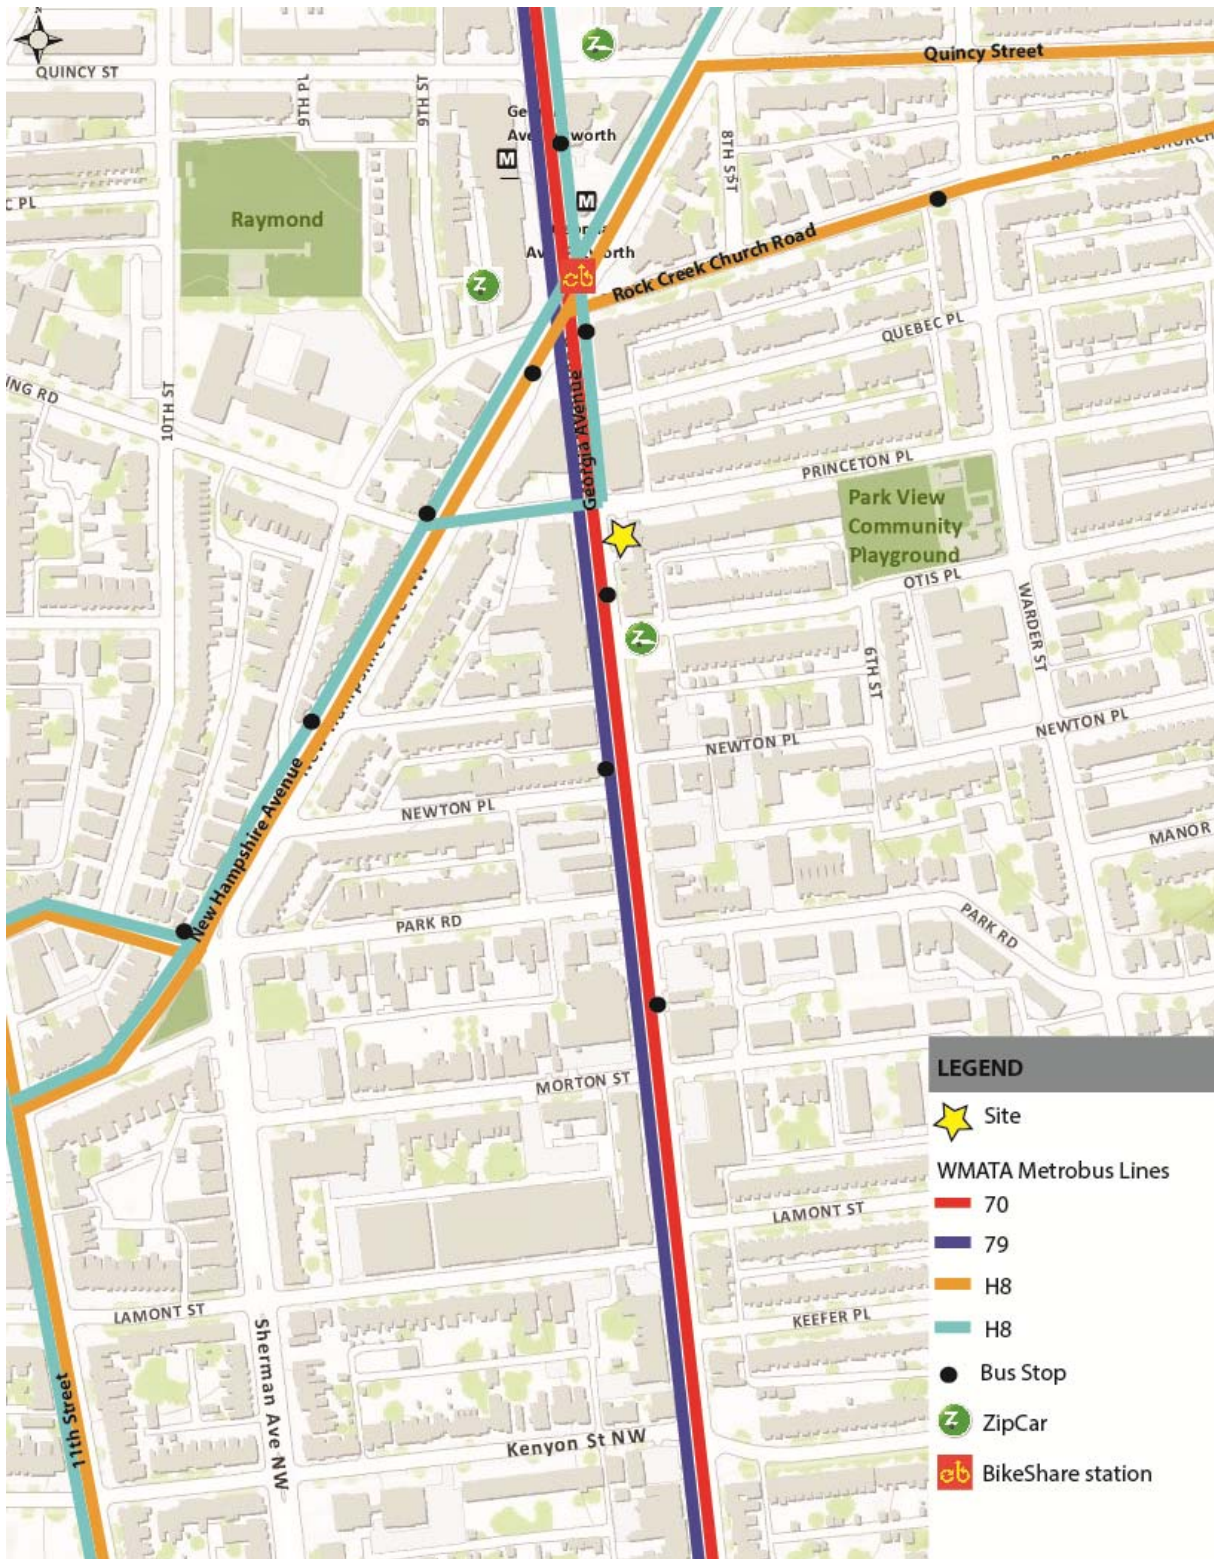 QUINCY ST
9TH PL
9TH ST
Quincy Street
8TH ST
M
M
Raymond
Rock Creek Church Road
QUEBEC PL
10TH ST
Georgia Avenue
PRINCETON PL
Park View
Community
Playground
OTIS PL
WARDER ST
6TH ST
NEWTON PL
NEWTON PL
NEWTON PL
New Hampshire Avenue
MANOR
PARK RD
PARK RD
MORTON ST
LAMONT ST
LAMONT ST
KEEFER PL
Sherman Ave NW
11th Street
Kenyon St NW
LEGEND
Site
WMATA Metrobus Lines
70
79
H8
H8
Bus Stop
ZipCar
BikeShare station